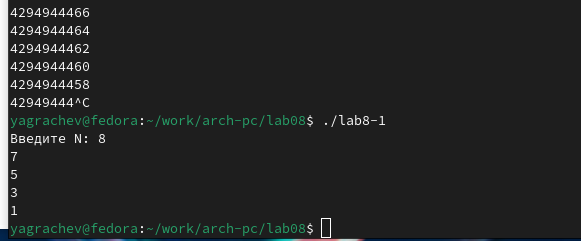 4294944466
4294944464
4294944462
4294944460
4294944458
42949444^C
yagrachev@fedora:~/work/arch-pc/lab08$ ./lab8-1
Введите N: 8
7
5
3
1
yagrachev@fedora:~/work/arch-pc/lab08$